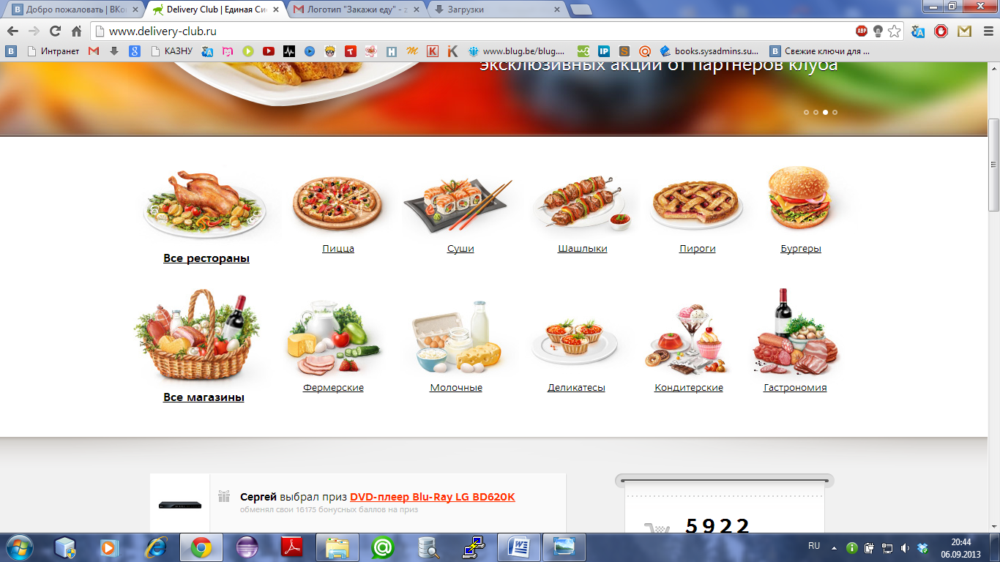 Добро пожаловать | ВКо
Delivery Club | Единая Си
Логотип "Закажи еду" - z
Загрузки
www.delivery-club.ru
ABP
Интранет
КАЗНУ
www.blug.be/blug....
books.sysadmins.su...
Свежие ключи для ...
эксклюзивных акций от партнеров клуба
Все рестораны
Пицца
Суши
Шашлыки
Пироги
Бургеры
Все магазины
Фермерские
Молочные
Деликатесы
Кондитерские
Гастрономия
Сергей выбрал приз DVD-плеер Blu-Ray LG BD620K
обменял свои 16175 бонусных баллов на приз
5922
RU
20:44
06.09.2013